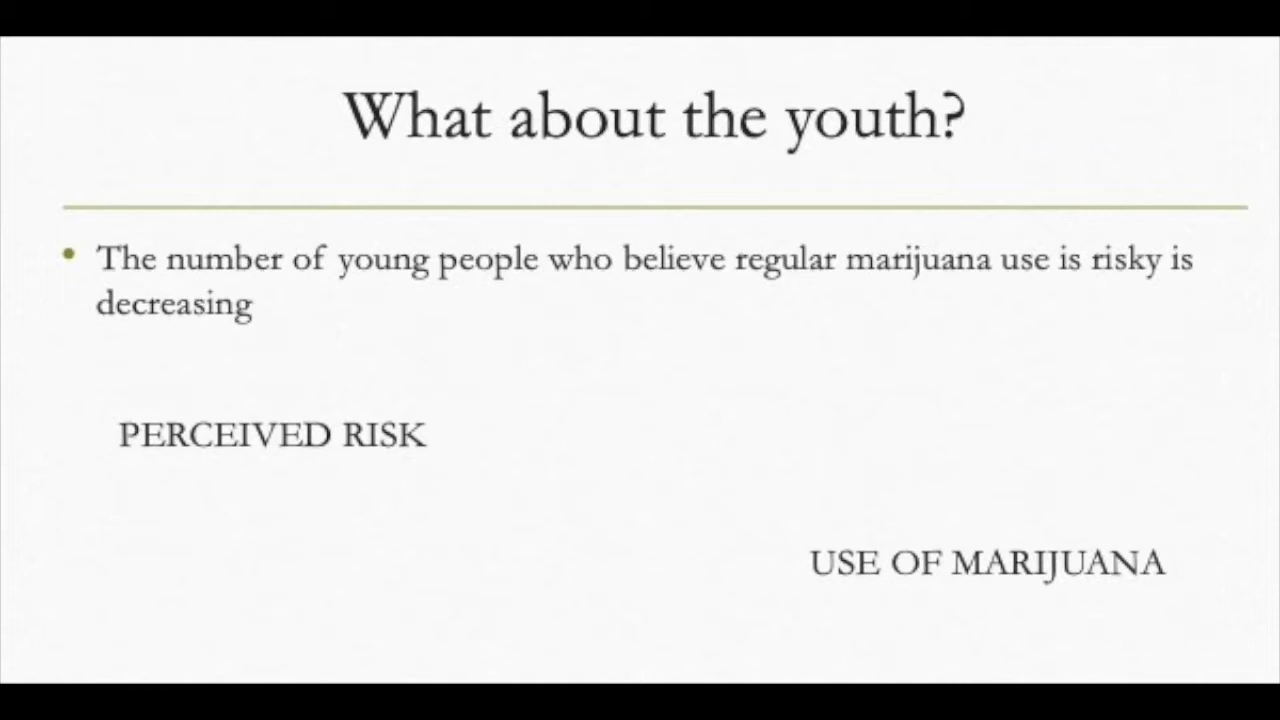 What about the youth?
• The number of young people who believe regular marijuana use is risky is
decreasing
PERCEIVED RISK
USE OF MARIJUANA